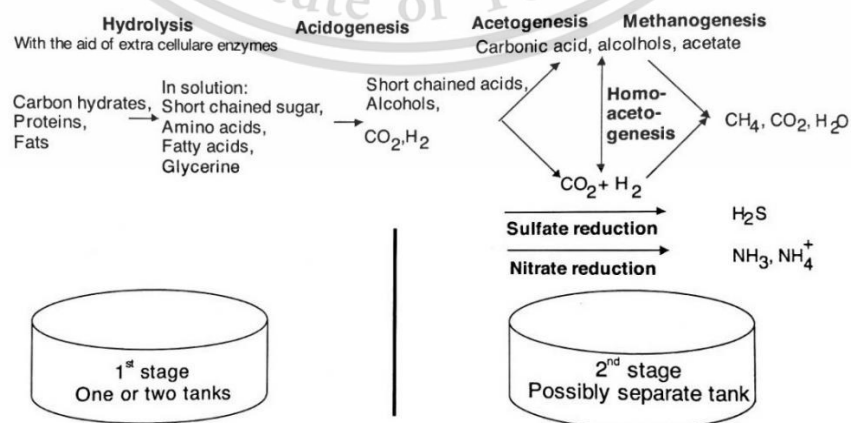 Hydrolysis
With the aid of extra cellulare enzymes
Acidogenesis
Acetogenesis Methanogenesis
Carbonic acid, alcolhols, acetate
Carbon hydrates,
Proteins,
Fats
In solution:
Short chained sugar,
Amino acids,
Fatty acids,
Glycerine
Short chained acids,
Alcohols,
CO₂,H₂
Homo-
aceto-
genesis
CO₂+ H₂
CH₄, CO₂, H₂O
Sulfate reduction
H₂S
Nitrate reduction
NH₃, NH₄⁺
1st stage
One or two tanks
2nd stage
Possibly separate tank